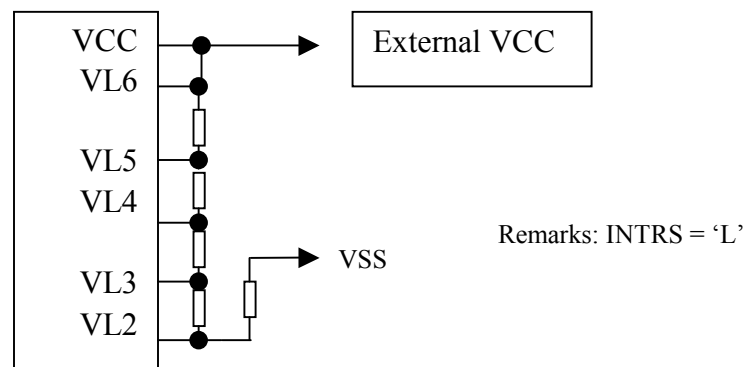 VCC
External VCC
VL6
VL5
VL4
Remarks: INTRS = ‘L’
VSS
VL3
VL2